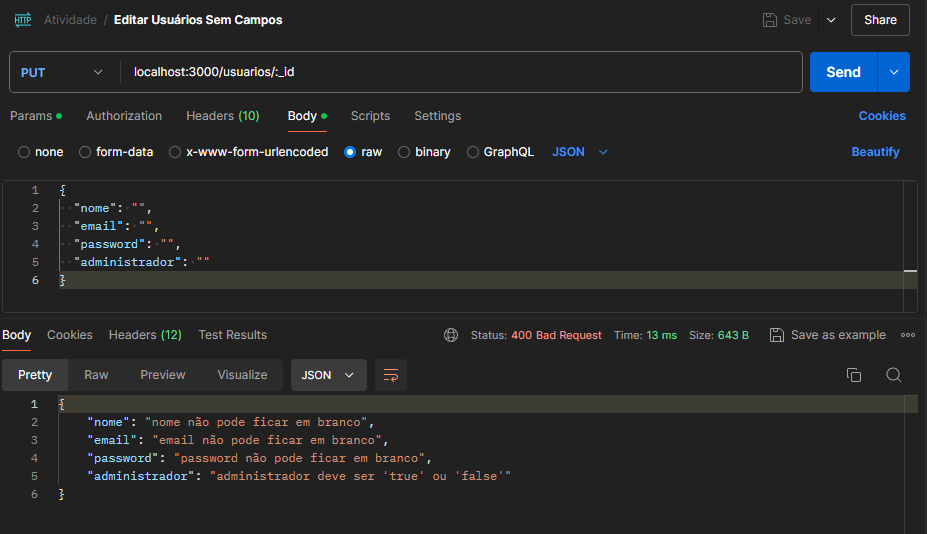 HTTP Atividade / Editar Usuários Sem Campos Save Share
PUT localhost:3000/usuarios/:_id Send
Params Authorization Headers (10) Body Scripts Settings Cookies
none form-data x-www-form-urlencoded raw binary GraphQL JSON Beautify
1 {
2 "nome": "",
3 "email": "",
4 "password": "",
5 "administrador": ""
6 }
Body Cookies Headers (12) Test Results Status: 400 Bad Request Time: 13 ms Size: 643 B Save as example
Pretty Raw Preview Visualize JSON
1 {
2 "nome": "nome não pode ficar em branco",
3 "email": "email não pode ficar em branco",
4 "password": "password não pode ficar em branco",
5 "administrador": "administrador deve ser 'true' ou 'false'"
6 }